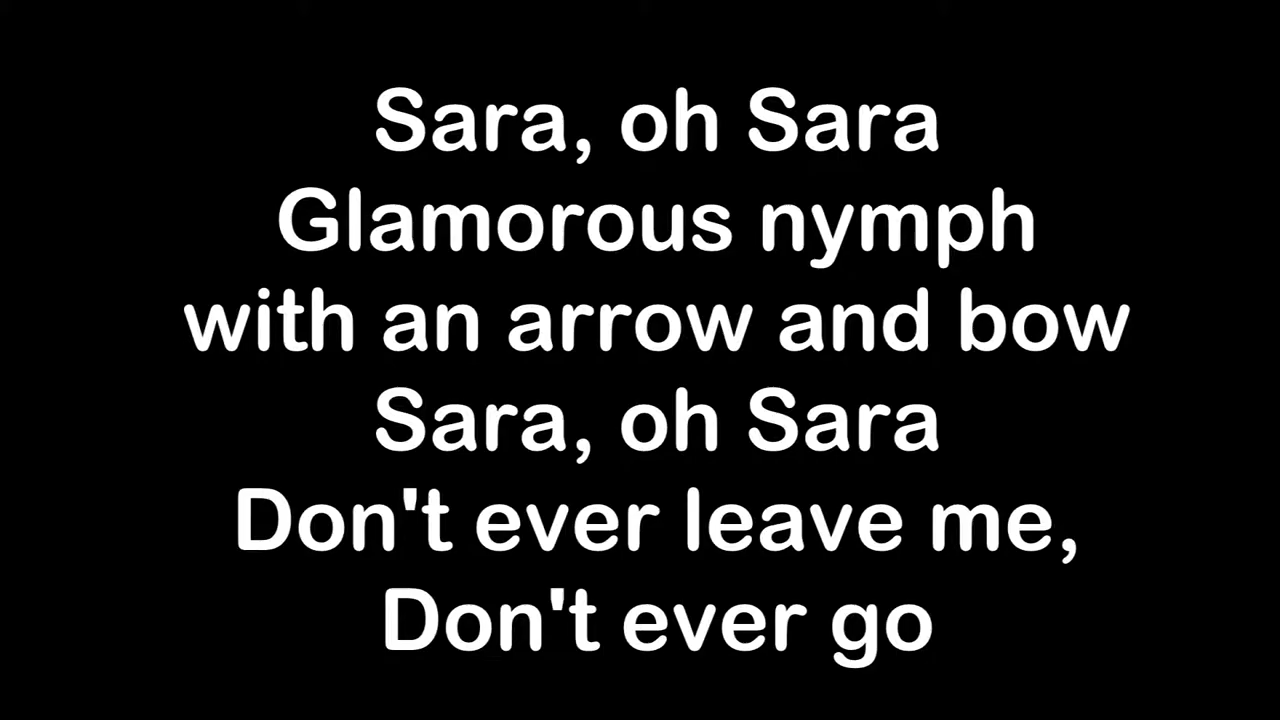 Sara, oh Sara
Glamorous nymph
with an arrow and bow
Sara, oh Sara
Don't ever leave me,
Don't ever go